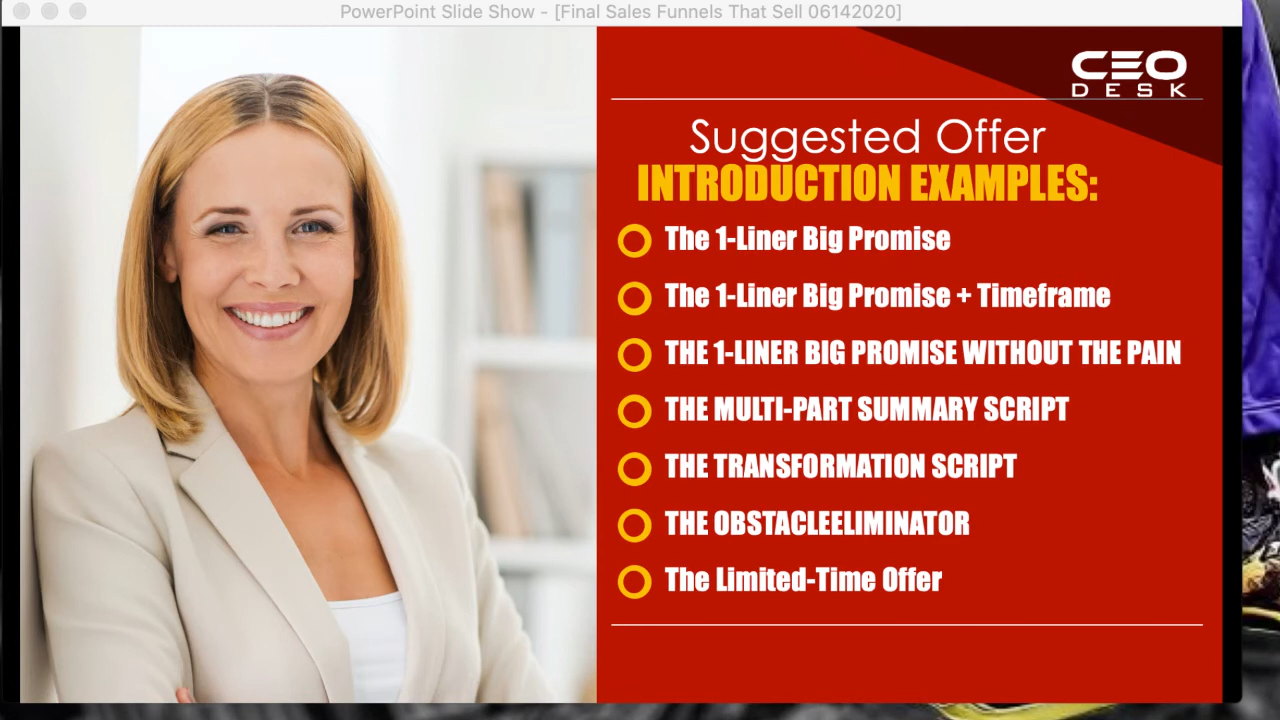 PowerPoint Slide Show - [Final Sales Funnels That Sell 06142020]
CEO
DESK
Suggested Offer
INTRODUCTION EXAMPLES:
The 1-Liner Big Promise
The 1-Liner Big Promise + Timeframe
THE 1-LINER BIG PROMISE WITHOUT THE PAIN
THE MULTI-PART SUMMARY SCRIPT
THE TRANSFORMATION SCRIPT
THE OBSTACLEELIMINATOR
The Limited-Time Offer